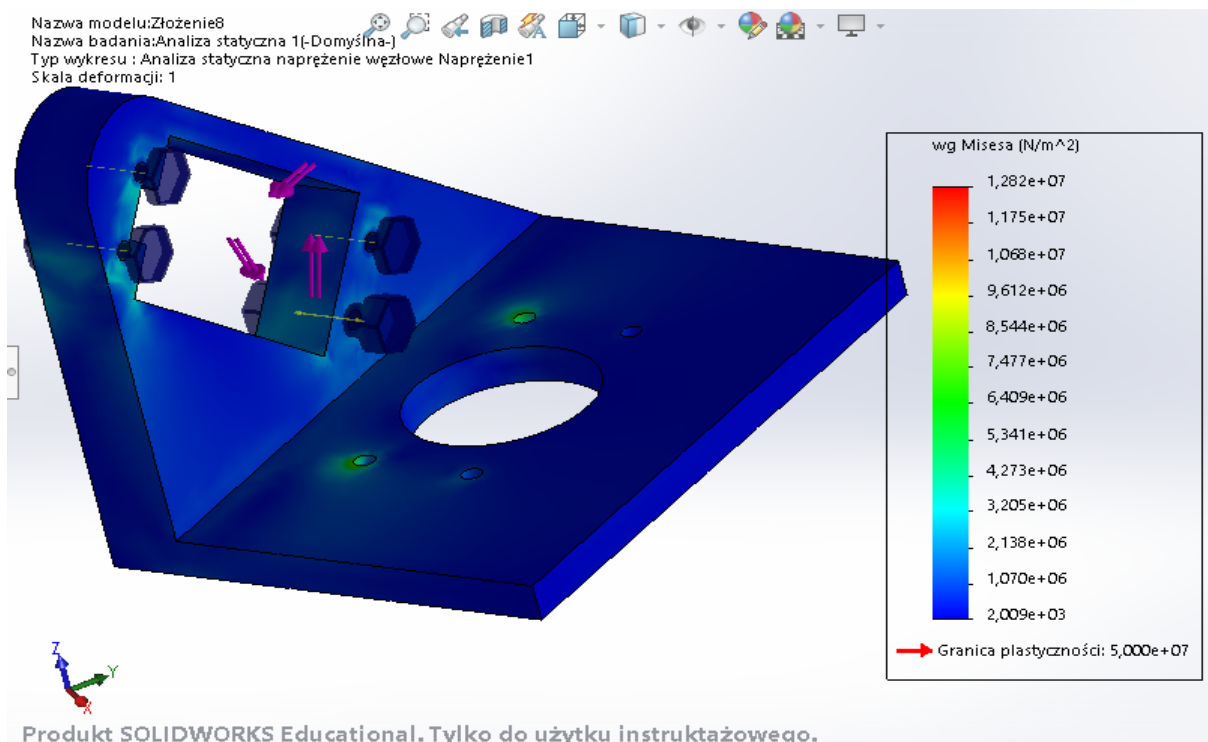 Nazwa modelu:Złożenie8
Nazwa badania:Analiza statyczna 1(-Domyślna-)
Typ wykresu : Analiza statyczna naprężenie węzłowe Naprężenie1
Skala deformacji: 1
wg Misesa (N/m^2)
1,282e+07
1,175e+07
1,068e+07
9,612e+06
8,544e+06
7,477e+06
6,409e+06
5,341e+06
4,273e+06
3,205e+06
2,138e+06
1,070e+06
2,009e+03
Granica plastyczności: 5,000e+07
Z
Y
X
Produkt SOLIDWORKS Educational. Tylko do użytku instruktażowego.